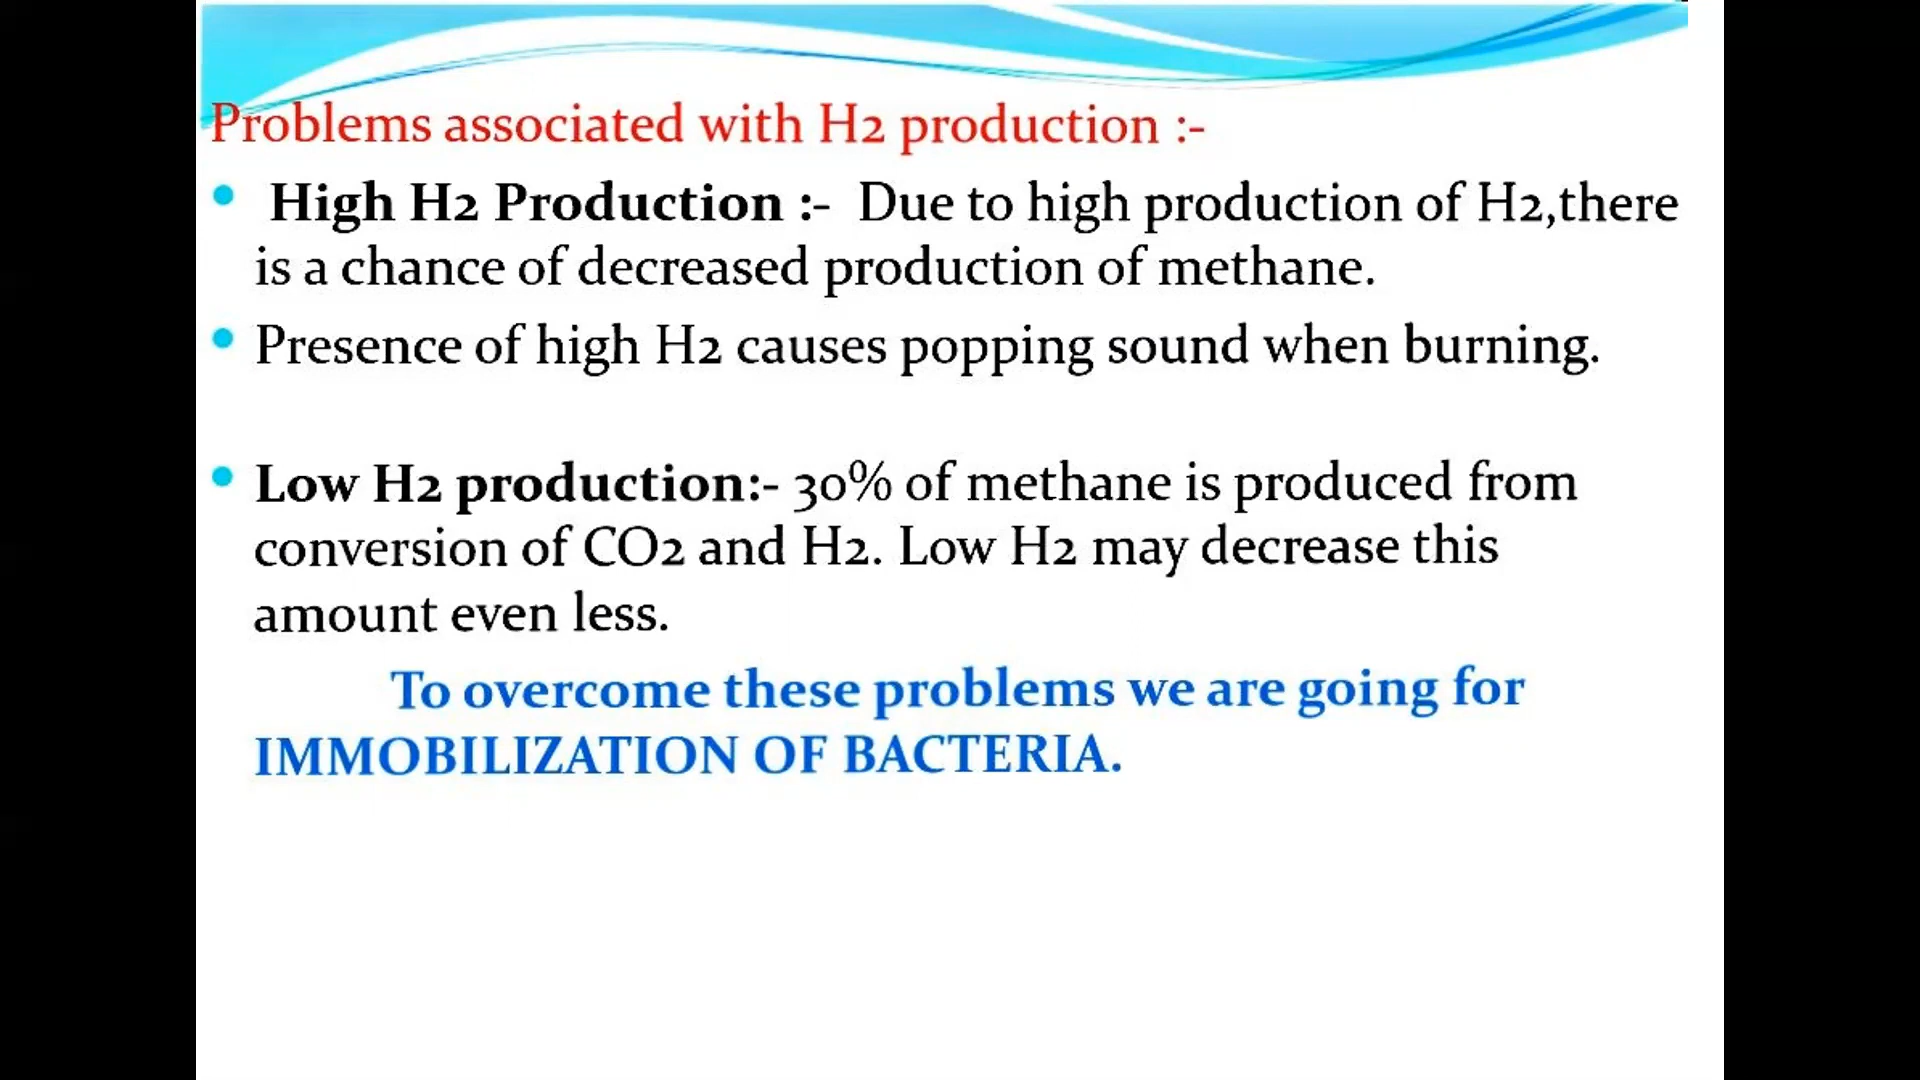 Problems associated with H2 production :-
• High H2 Production :- Due to high production of H2,there
is a chance of decreased production of methane.
• Presence of high H2 causes popping sound when burning.
• Low H2 production:- 30% of methane is produced from
conversion of CO2 and H2. Low H2 may decrease this
amount even less.
To overcome these problems we are going for
IMMOBILIZATION OF BACTERIA.